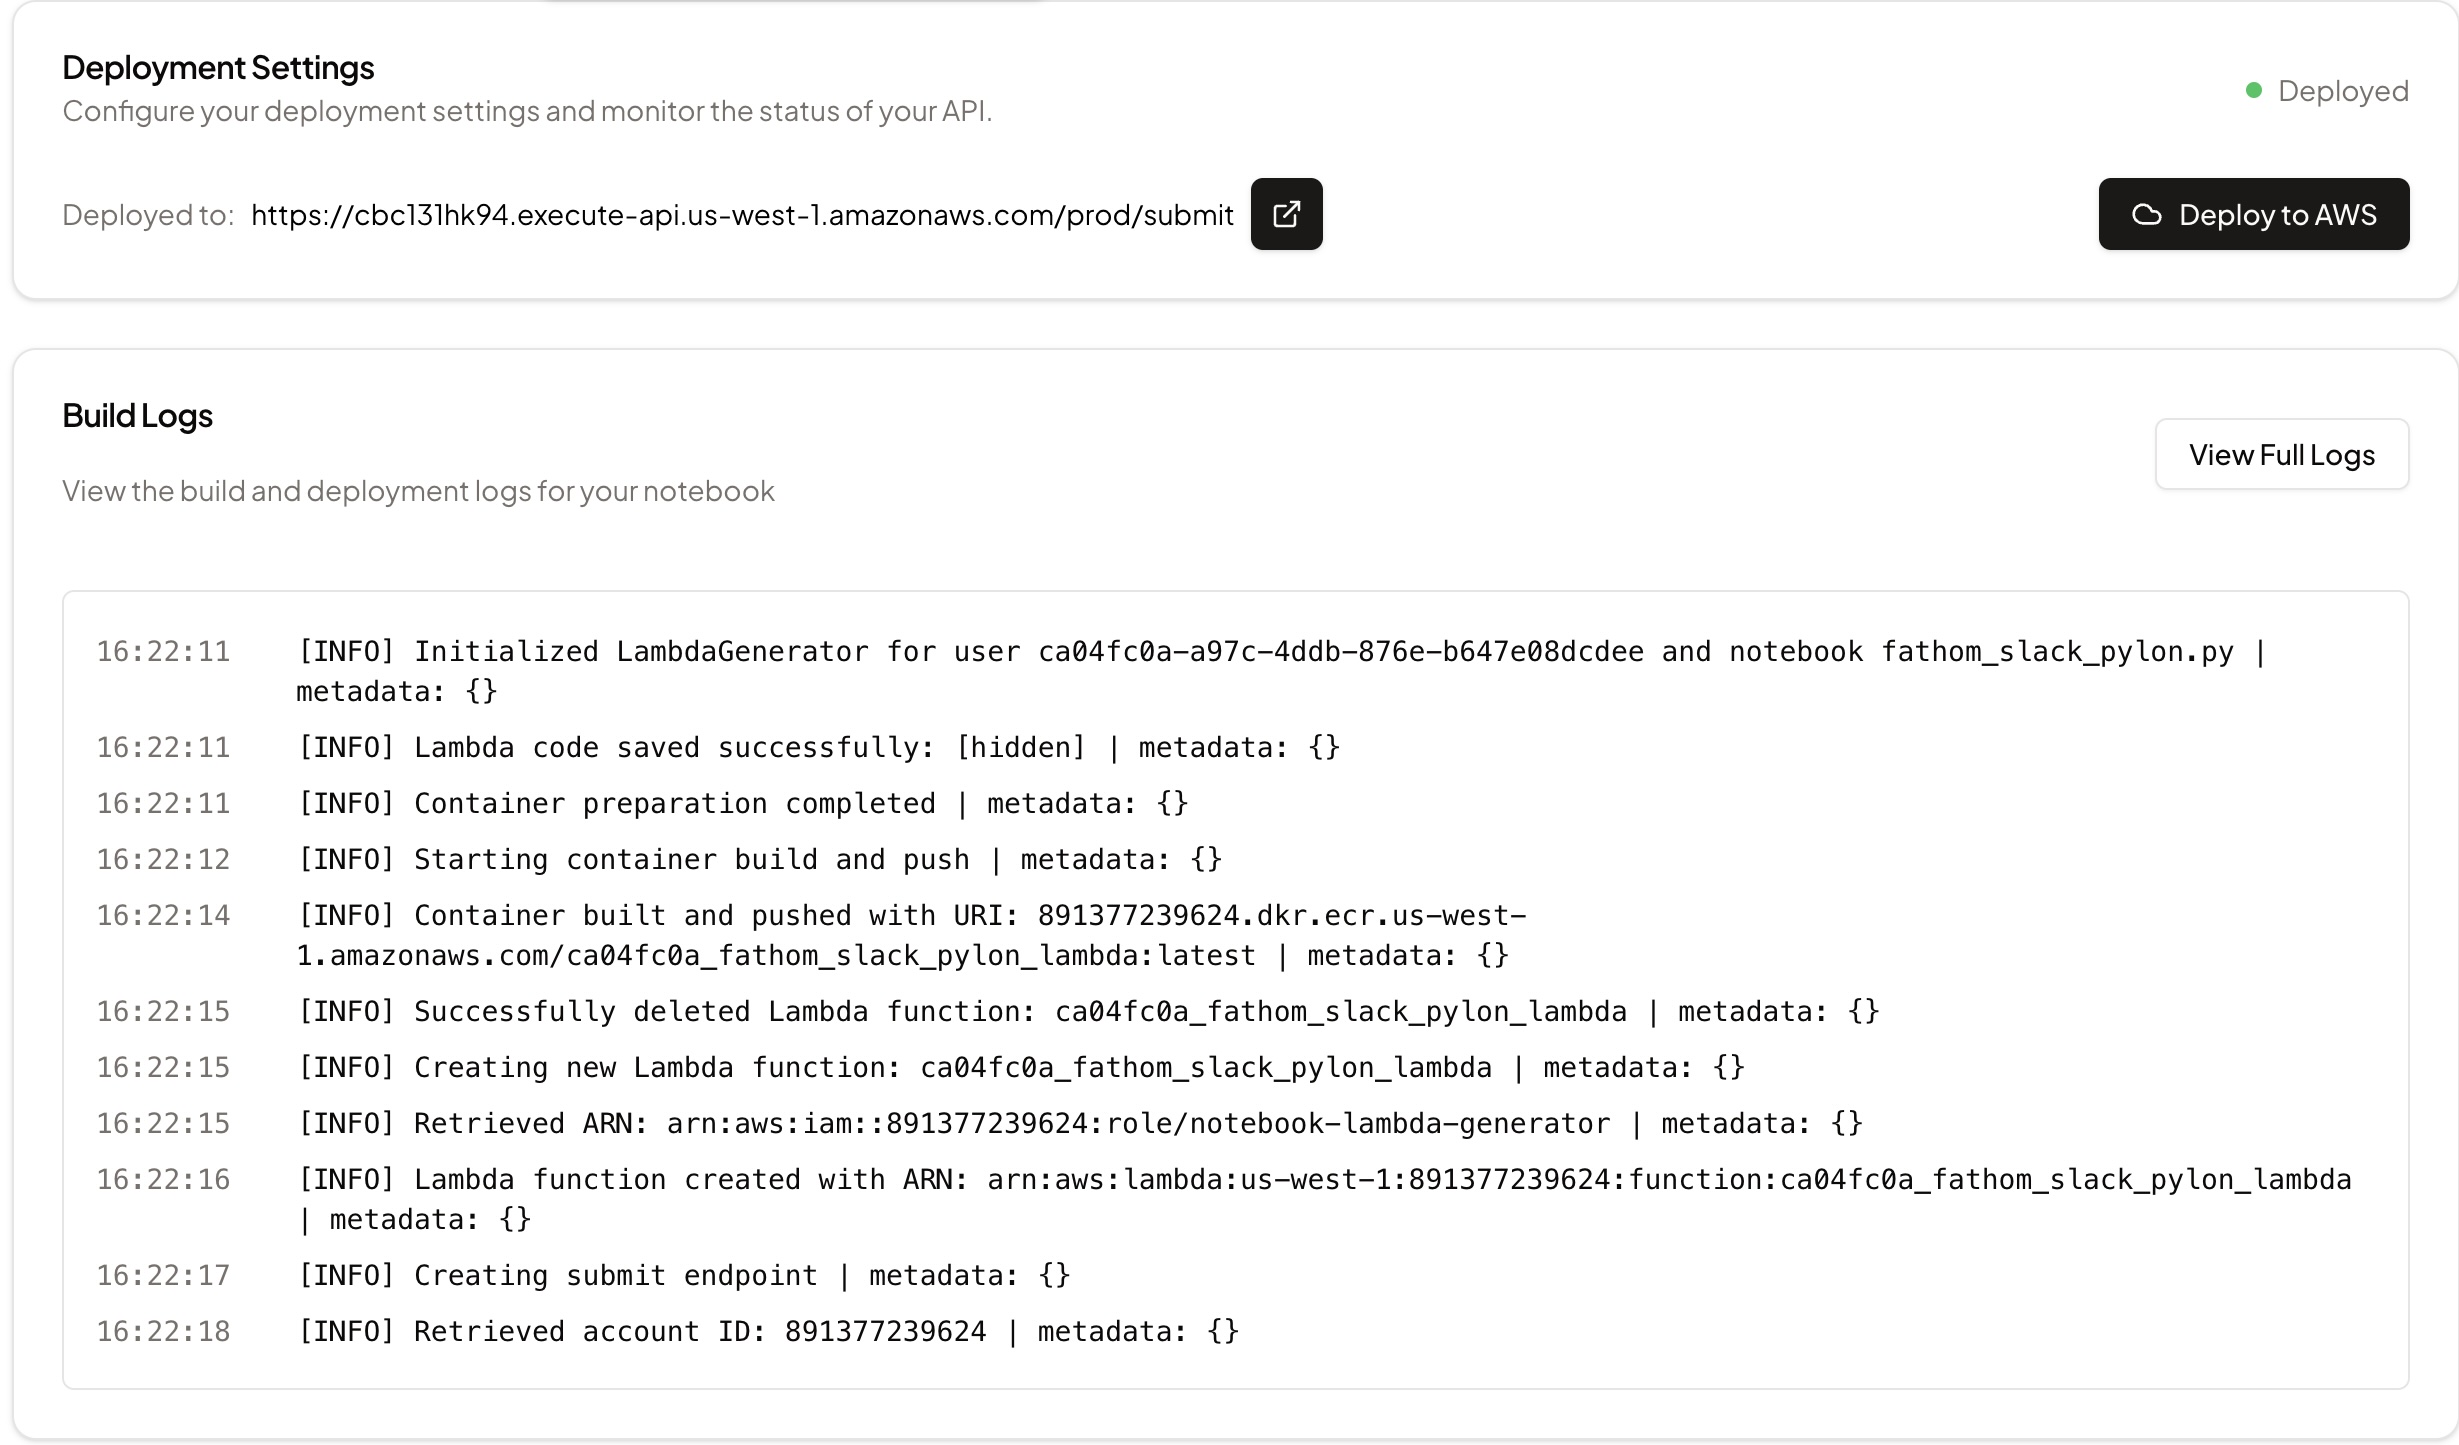 Deployment Settings
Configure your deployment settings and monitor the status of your API.
Deployed
Deployed to: https://cbc131hk94.execute-api.us-west-1.amazonaws.com/prod/submit
Deploy to AWS
Build Logs
View the build and deployment logs for your notebook
View Full Logs
16:22:11 [INFO] Initialized LambdaGenerator for user ca04fc0a-a97c-4ddb-876e-b647e08dcdee and notebook fathom_slack_pylon.py |
metadata: {}
16:22:11 [INFO] Lambda code saved successfully: [hidden] | metadata: {}
16:22:11 [INFO] Container preparation completed | metadata: {}
16:22:12 [INFO] Starting container build and push | metadata: {}
16:22:14 [INFO] Container built and pushed with URI: 891377239624.dkr.ecr.us-west-
1.amazonaws.com/ca04fc0a_fathom_slack_pylon_lambda:latest | metadata: {}
16:22:15 [INFO] Successfully deleted Lambda function: ca04fc0a_fathom_slack_pylon_lambda | metadata: {}
16:22:15 [INFO] Creating new Lambda function: ca04fc0a_fathom_slack_pylon_lambda | metadata: {}
16:22:15 [INFO] Retrieved ARN: arn:aws:iam::891377239624:role/notebook-lambda-generator | metadata: {}
16:22:16 [INFO] Lambda function created with ARN: arn:aws:lambda:us-west-1:891377239624:function:ca04fc0a_fathom_slack_pylon_lambda
| metadata: {}
16:22:17 [INFO] Creating submit endpoint | metadata: {}
16:22:18 [INFO] Retrieved account ID: 891377239624 | metadata: {}